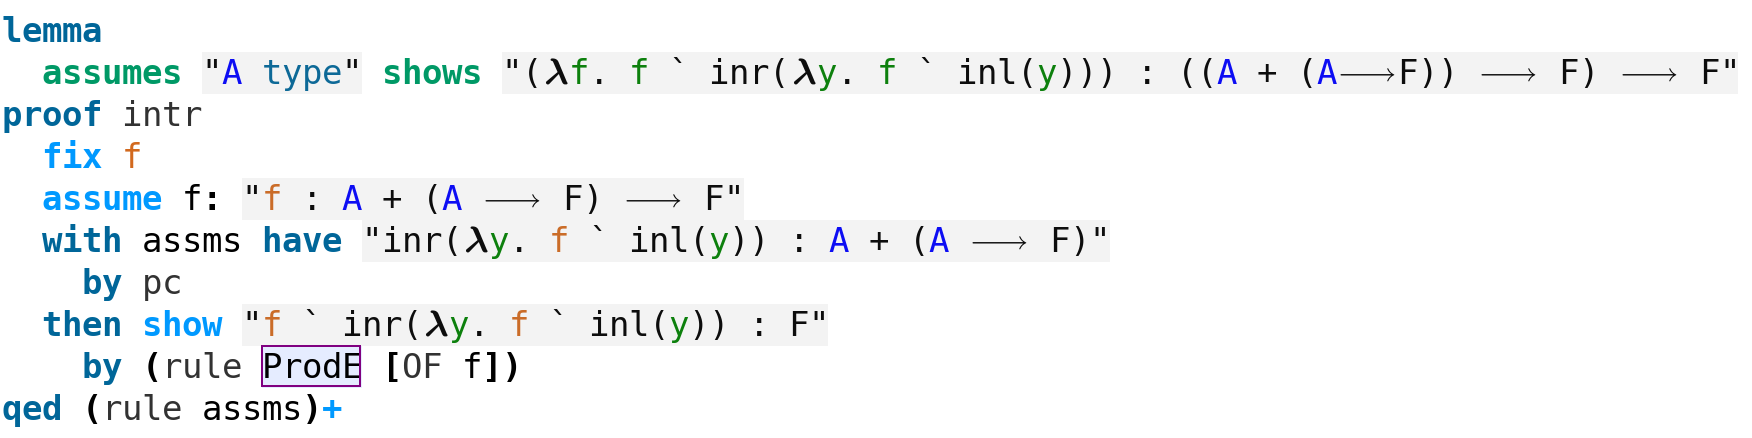 lemma
  assumes "A type" shows "(𝛌f. f ` inr(𝛌y. f ` inl(y))) : ((A + (A⟶F)) ⟶ F) ⟶ F"
proof intr
  fix f
  assume f: "f : A + (A ⟶ F) ⟶ F"
  with assms have "inr(𝛌y. f ` inl(y)) : A + (A ⟶ F)"
    by pc
  then show "f ` inr(𝛌y. f ` inl(y)) : F"
    by (rule ProdE [OF f])
qed (rule assms)+